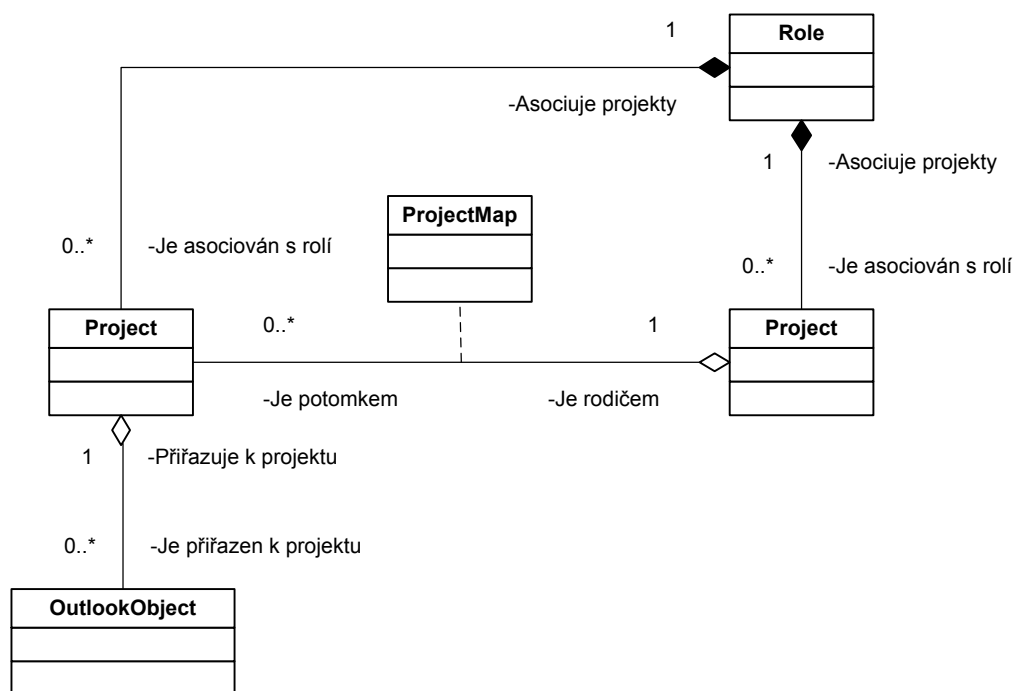 1
Role
-Asociuje projekty
1
-Asociuje projekty
ProjectMap
0..*
-Je asociován s rolí
0..*
-Je asociován s rolí
Project
0..*
1
Project
-Je potomkem
-Je rodičem
1
-Přiřazuje k projektu
0..*
-Je přiřazen k projektu
OutlookObject